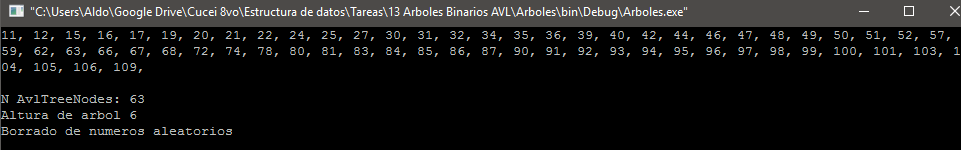 "C:\Users\Aldo\Google Drive\Cucei 8vo\Estructura de datos\Tareas\13 Arboles Binarios AVL\Arboles\bin\Debug\Arboles.exe"
11, 12, 15, 16, 17, 19, 20, 21, 22, 24, 25, 27, 30, 31, 32, 34, 35, 36, 39, 40, 42, 44, 46, 47, 48, 49, 50, 51, 52, 57,
59, 62, 63, 66, 67, 68, 72, 74, 78, 80, 81, 83, 84, 85, 86, 87, 90, 91, 92, 93, 94, 95, 96, 97, 98, 99, 100, 101, 103, 1
04, 105, 106, 109,
N AvlTreeNodes: 63
Altura de arbol 6
Borrado de numeros aleatorios